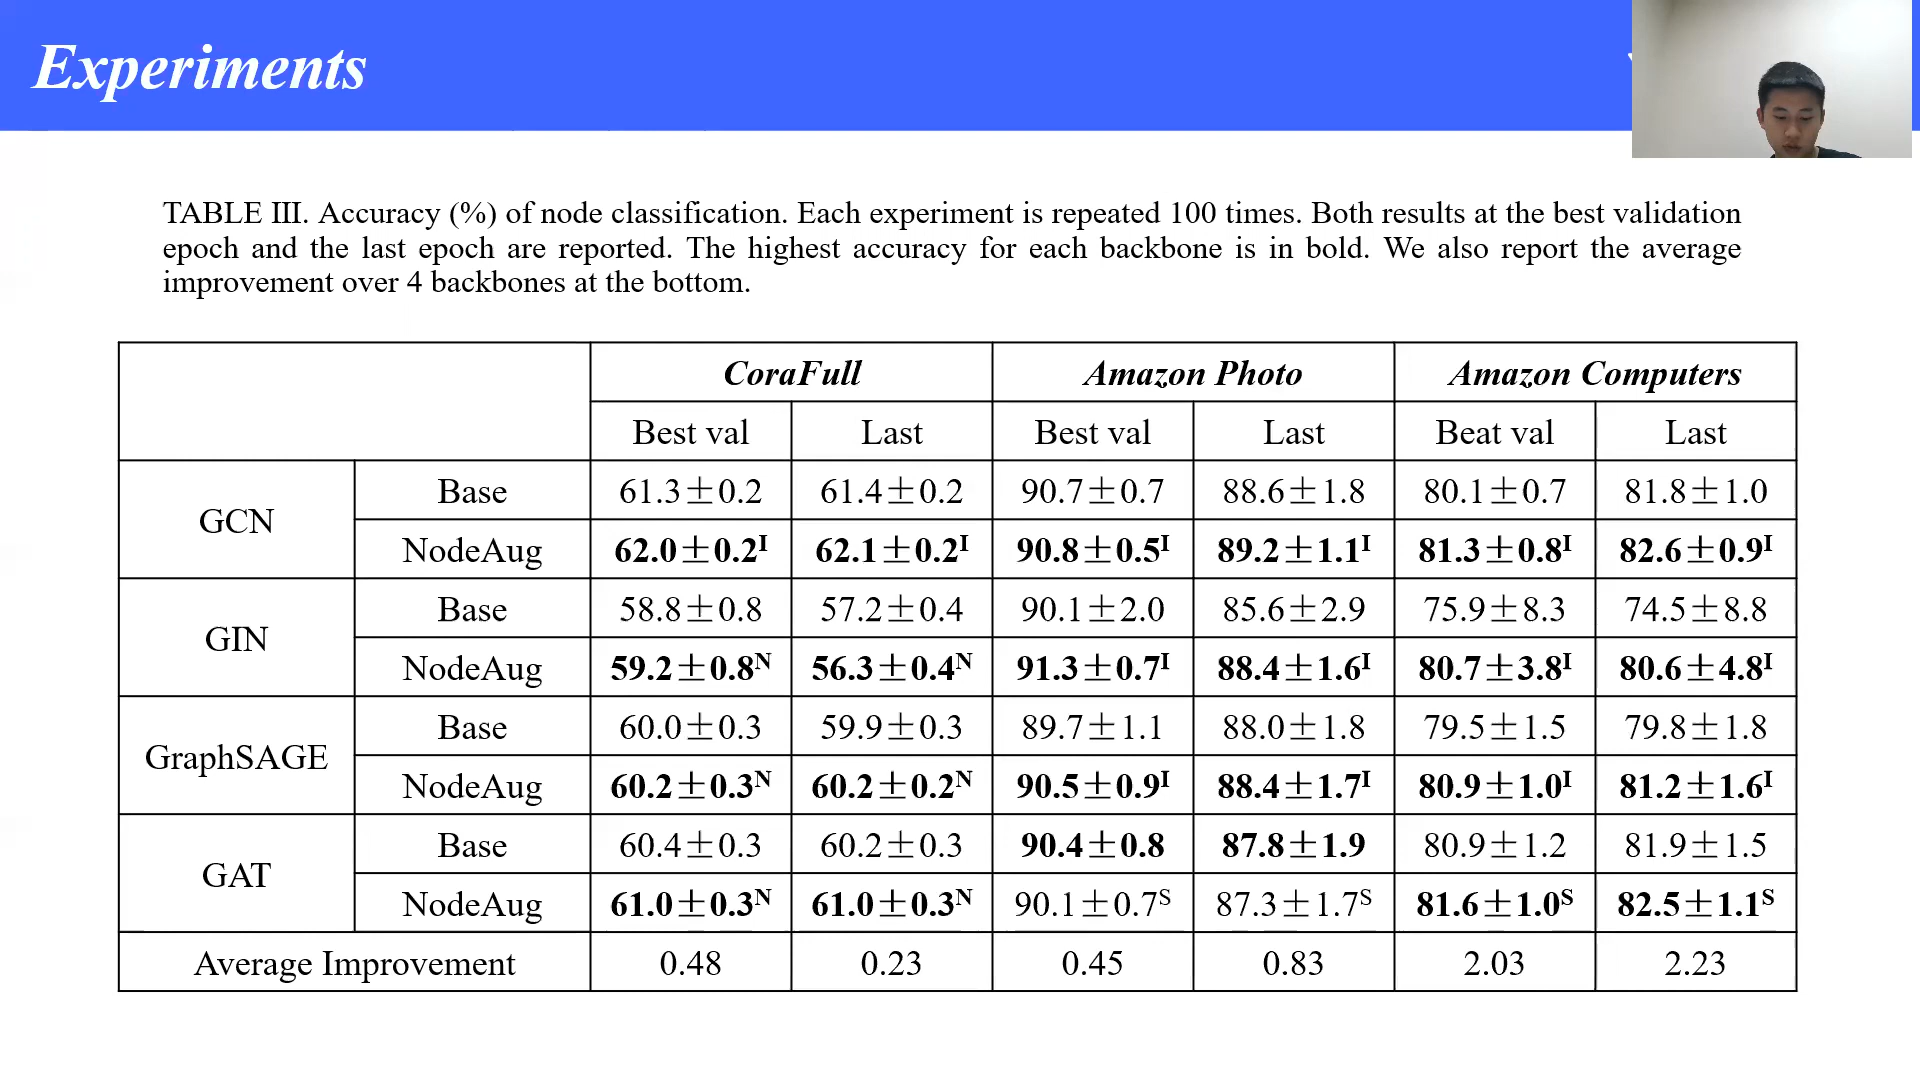 Experiments
TABLE III. Accuracy (%) of node classification. Each experiment is repeated 100 times. Both results at the best validation
epoch and the last epoch are reported. The highest accuracy for each backbone is in bold. We also report the average
improvement over 4 backbones at the bottom.
CoraFull Amazon Photo Amazon Computers
Best val Last Best val Last Beat val Last
GCN
Base 61.3±0.2 61.4±0.2 90.7±0.7 88.6±1.8 80.1±0.7 81.8±1.0
NodeAug 62.0±0.2ᴵ 62.1±0.2ᴵ 90.8±0.5ᴵ 89.2±1.1ᴵ 81.3±0.8ᴵ 82.6±0.9ᴵ
GIN
Base 58.8±0.8 57.2±0.4 90.1±2.0 85.6±2.9 75.9±8.3 74.5±8.8
NodeAug 59.2±0.8ᴺ 56.3±0.4ᴺ 91.3±0.7ᴵ 88.4±1.6ᴵ 80.7±3.8ᴵ 80.6±4.8ᴵ
GraphSAGE
Base 60.0±0.3 59.9±0.3 89.7±1.1 88.0±1.8 79.5±1.5 79.8±1.8
NodeAug 60.2±0.3ᴺ 60.2±0.2ᴺ 90.5±0.9ᴵ 88.4±1.7ᴵ 80.9±1.0ᴵ 81.2±1.6ᴵ
GAT
Base 60.4±0.3 60.2±0.3 90.4±0.8 87.8±1.9 80.9±1.2 81.9±1.5
NodeAug 61.0±0.3ᴺ 61.0±0.3ᴺ 90.1±0.7S 87.3±1.7S 81.6±1.0S 82.5±1.1S
Average Improvement 0.48 0.23 0.45 0.83 2.03 2.23